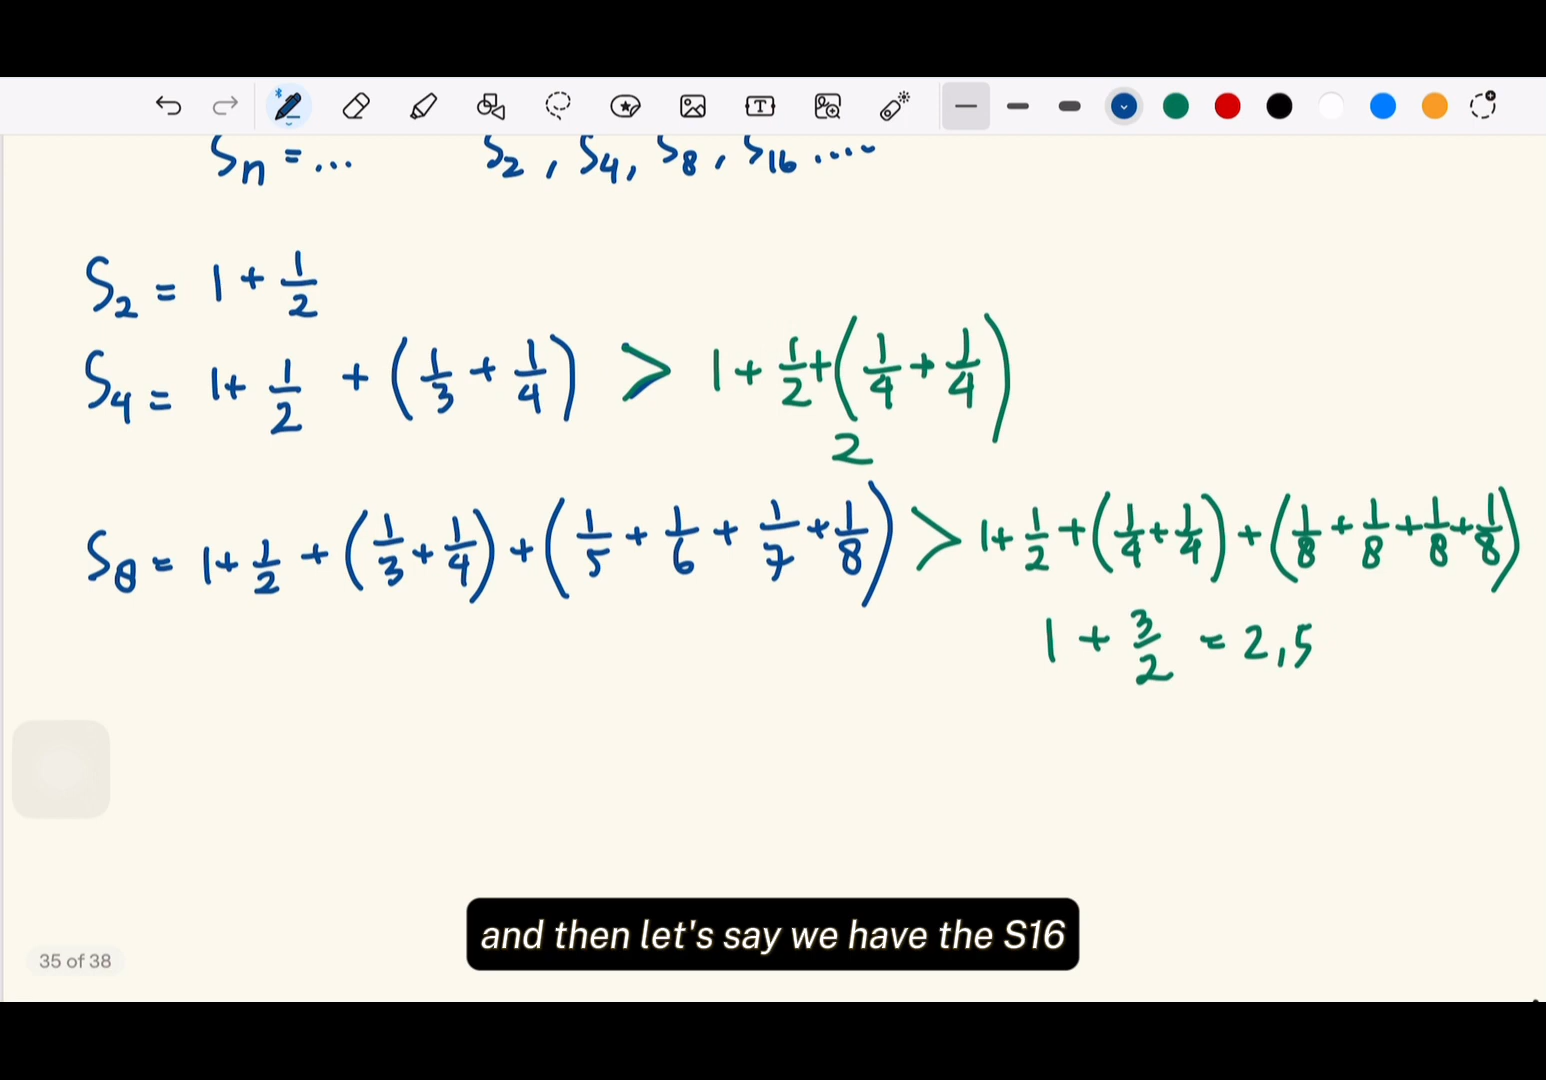 Sn = ... S2 , S4, S8 , S16 ....
S2 = 1 + 1/2
S4 = 1 + 1/2 + (1/3 + 1/4) > 1 + 1/2 + (1/4 + 1/4)
2
S8 = 1 + 1/2 + (1/3 + 1/4) + (1/5 + 1/6 + 1/7 + 1/8) > 1 + 1/2 + (1/4 + 1/4) + (1/8 + 1/8 + 1/8 + 1/8)
1 + 3/2 = 2,5
and then let's say we have the S16
35 of 38